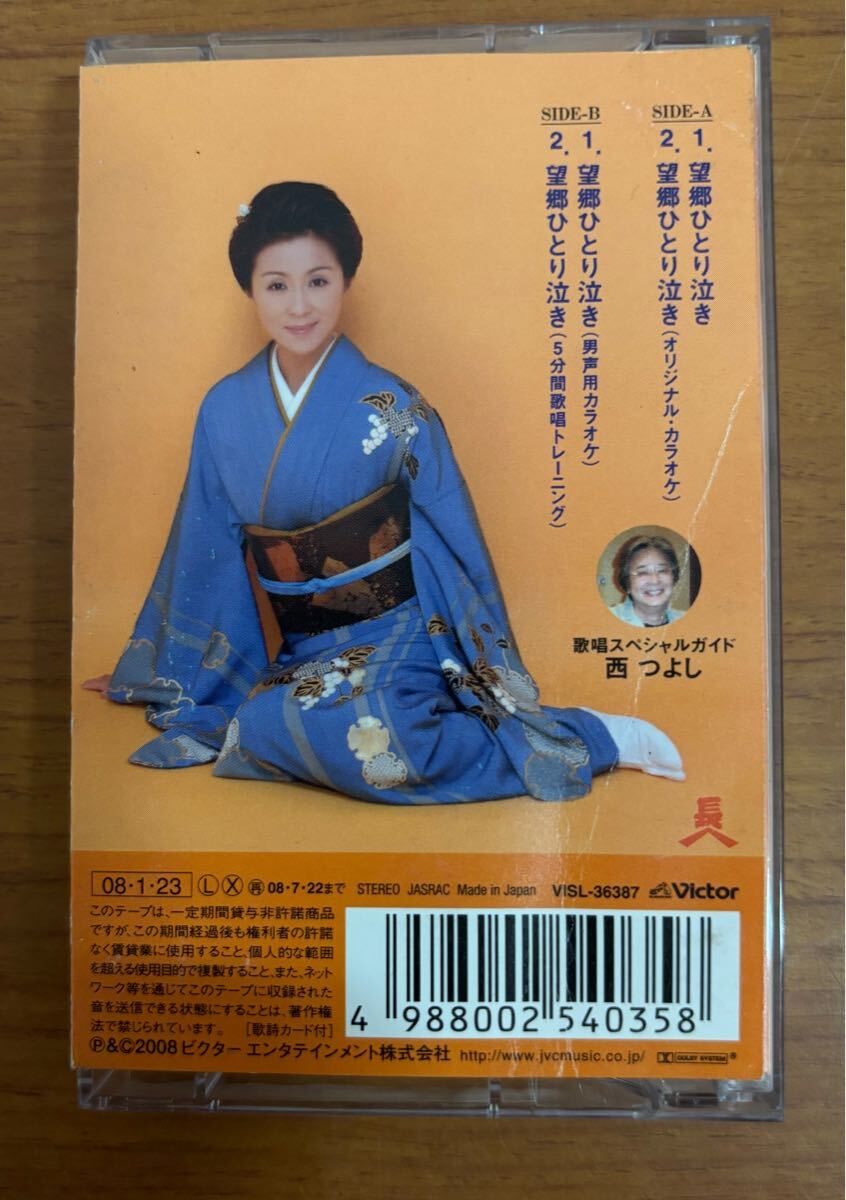 SIDE-A
1. 望郷ひとり泣き
2. 望郷ひとり泣き(オリジナル・カラオケ)
SIDE-B
1. 望郷ひとり泣き(男声用カラオケ)
2. 望郷ひとり泣き(5分間歌唱トレーニング)
歌唱スペシャルガイド
西 つよし
長
08・1・23 Ⓛ Ⓧ ㊢08・7・22まで STEREO JASRAC Made in Japan VISL-36387 Victor
このテープは、一定期間貸与非許諾商品
ですが、この期間経過後も権利者の許諾
なく賃貸業に使用すること、個人的な範囲
を超える使用目的で複製すること、また、ネット
ワーク等を通じてこのテープに収録された
音を送信できる状態にすることは、著作権
法で禁じられています。 [歌詩カード付]
4 988002 540358
Ⓟ&©2008 ビクター エンタテインメント株式会社 http://www.jvcmusic.co.jp/ DOLBY SYSTEM®